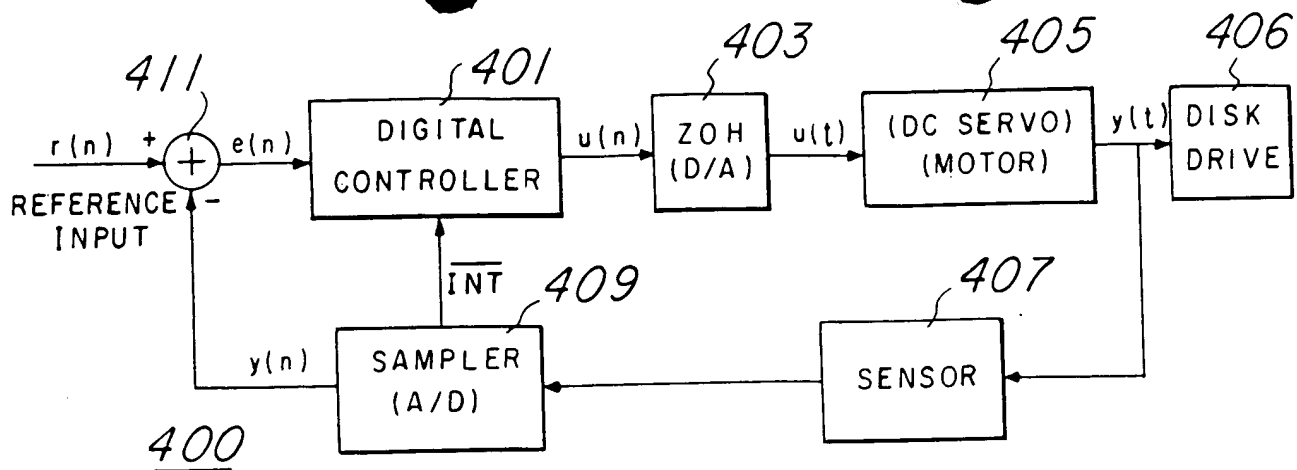 411
401
403
405
406
r(n)
+
+
e(n)
DIGITAL
CONTROLLER
u(n)
ZOH
(D/A)
u(t)
(DC SERVO)
(MOTOR)
y(t)
DISK
DRIVE
REFERENCE
INPUT
-
INT
409
407
y(n)
SAMPLER
(A/D)
SENSOR
400